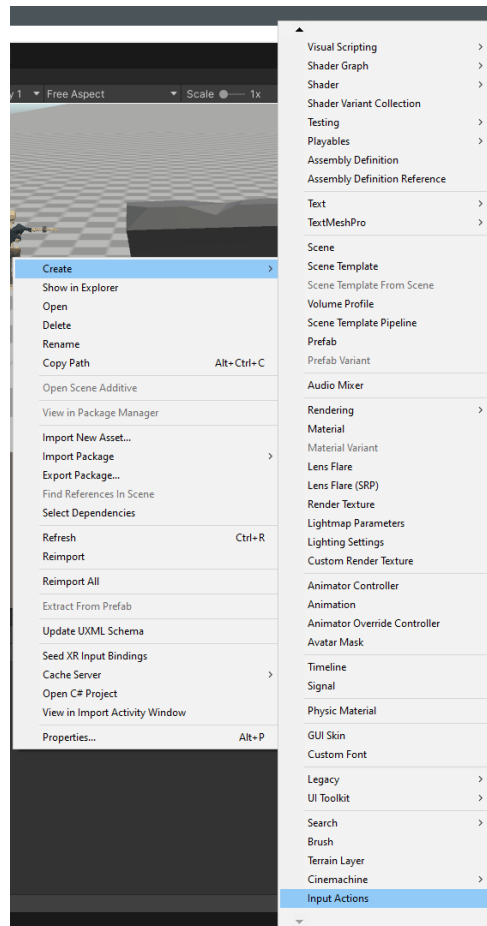 y 1 Free Aspect Scale 1x
Create
Show in Explorer
Open
Delete
Rename
Copy Path Alt+Ctrl+C
Open Scene Additive
View in Package Manager
Import New Asset...
Import Package
Export Package...
Find References In Scene
Select Dependencies
Refresh Ctrl+R
Reimport
Reimport All
Extract From Prefab
Update UXML Schema
Seed XR Input Bindings
Cache Server
Open C# Project
View in Import Activity Window
Properties... Alt+P
Visual Scripting
Shader Graph
Shader
Shader Variant Collection
Testing
Playables
Assembly Definition
Assembly Definition Reference
Text
TextMeshPro
Scene
Scene Template
Scene Template From Scene
Volume Profile
Scene Template Pipeline
Prefab
Prefab Variant
Audio Mixer
Rendering
Material
Material Variant
Lens Flare
Lens Flare (SRP)
Render Texture
Lightmap Parameters
Lighting Settings
Custom Render Texture
Animator Controller
Animation
Animator Override Controller
Avatar Mask
Timeline
Signal
Physic Material
GUI Skin
Custom Font
Legacy
UI Toolkit
Search
Brush
Terrain Layer
Cinemachine
Input Actions